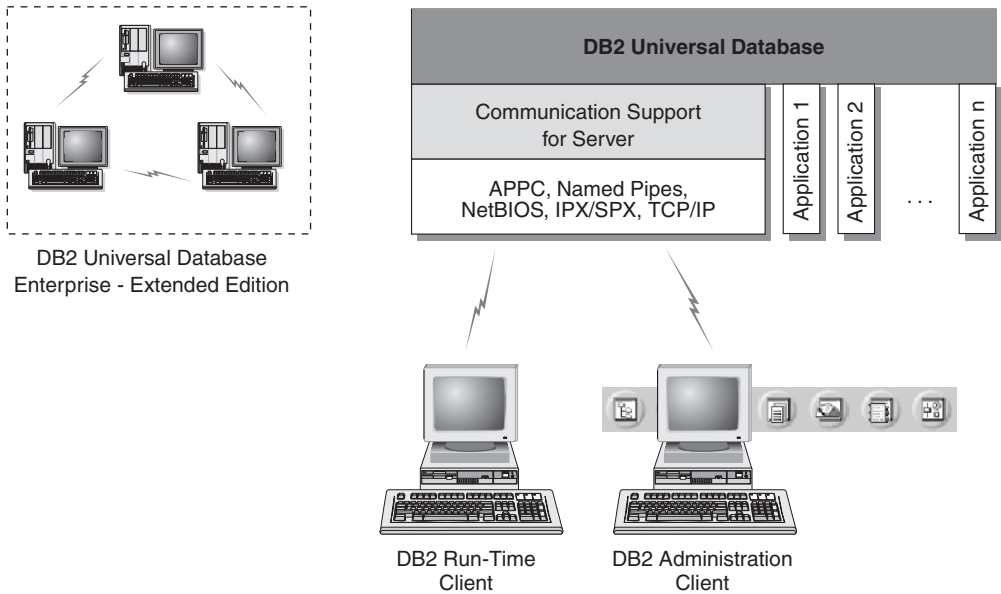 DB2 Universal Database
Communication Support
for Server
APPC, Named Pipes,
NetBIOS, IPX/SPX, TCP/IP
Application 1
Application 2
. . .
Application n
DB2 Universal Database
Enterprise - Extended Edition
DB2 Run-Time
Client
DB2 Administration
Client